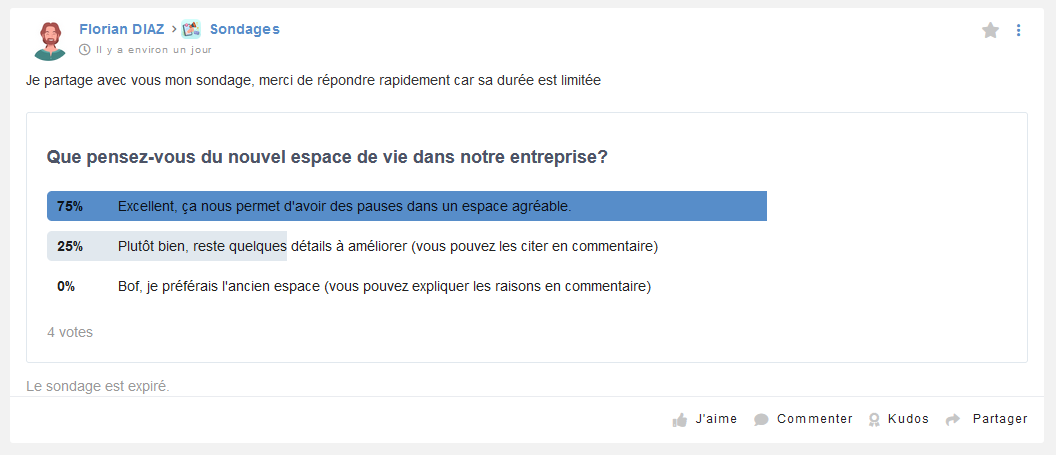 Florian DIAZ > Sondages
Il y a environ un jour
Je partage avec vous mon sondage, merci de répondre rapidement car sa durée est limitée
Que pensez-vous du nouvel espace de vie dans notre entreprise?
75% Excellent, ça nous permet d'avoir des pauses dans un espace agréable.
25% Plutôt bien, reste quelques détails à améliorer (vous pouvez les citer en commentaire)
0% Bof, je préférais l'ancien espace (vous pouvez expliquer les raisons en commentaire)
4 votes
Le sondage est expiré.
J'aime Commenter Kudos Partager